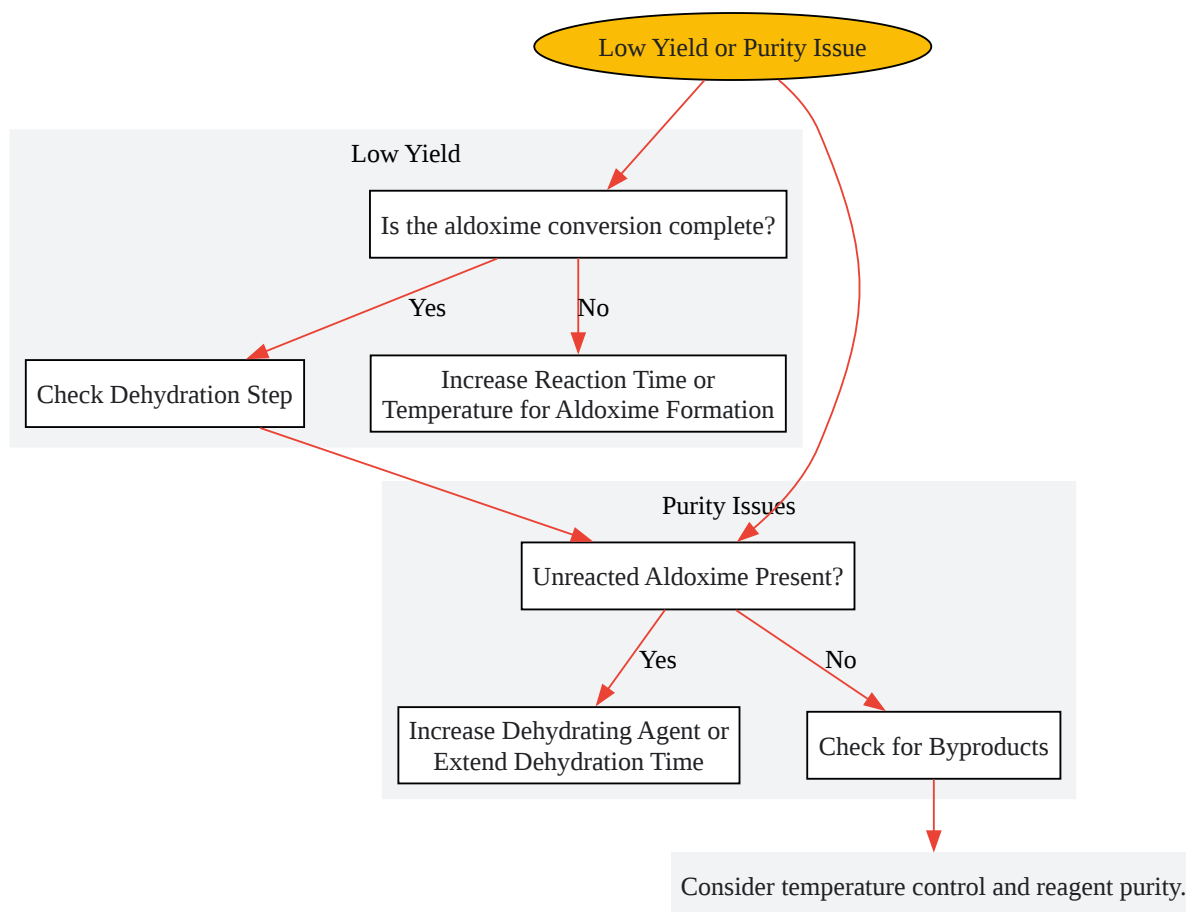 Low Yield or Purity Issue
Low Yield
Is the aldoxime conversion complete?
Yes
No
Check Dehydration Step
Increase Reaction Time or
Temperature for Aldoxime Formation
Purity Issues
Unreacted Aldoxime Present?
Yes
No
Increase Dehydrating Agent or
Extend Dehydration Time
Check for Byproducts
Consider temperature control and reagent purity.